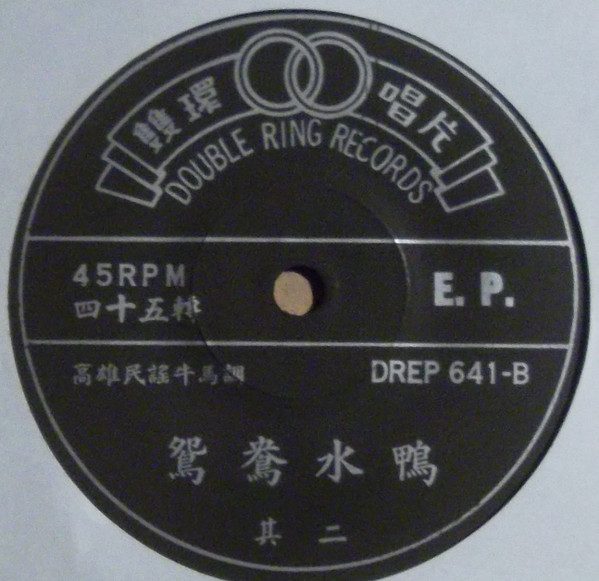 雙環唱片
DOUBLE RING RECORDS
45RPM
四十五轉
E. P.
高雄民謠牛馬調
DREP 641-B
鴛鴦水鴨
其二